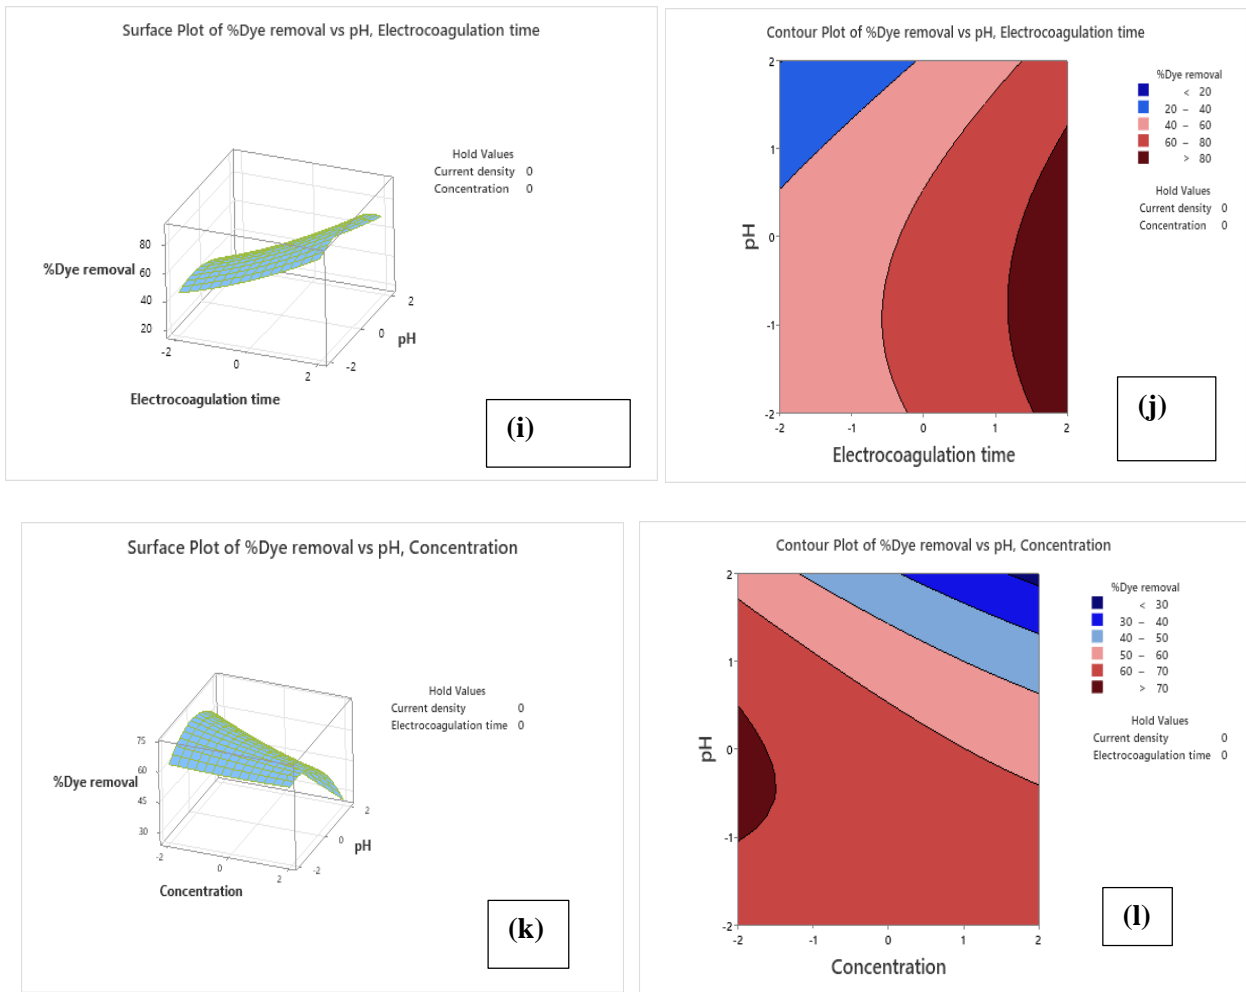 Surface Plot of %Dye removal vs pH, Electrocoagulation time
Hold Values
Current density 0
Concentration 0
80
60
40
20
%Dye removal
-2
0
2
-2
0
2
pH
Electrocoagulation time
(i)
Contour Plot of %Dye removal vs pH, Electrocoagulation time
2
1
0
-1
-2
pH
-2
-1
0
1
2
Electrocoagulation time
%Dye removal
< 20
20 – 40
40 – 60
60 – 80
> 80
Hold Values
Current density 0
Concentration 0
(j)
Surface Plot of %Dye removal vs pH, Concentration
Hold Values
Current density 0
Electrocoagulation time 0
75
60
45
30
%Dye removal
-2
0
2
-2
0
2
pH
Concentration
(k)
Contour Plot of %Dye removal vs pH, Concentration
2
1
0
-1
-2
pH
-2
-1
0
1
2
Concentration
%Dye removal
< 30
30 – 40
40 – 50
50 – 60
60 – 70
> 70
Hold Values
Current density 0
Electrocoagulation time 0
(l)